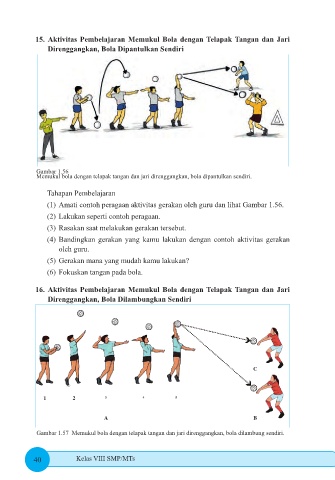 15. Aktivitas Pembelajaran Memukul Bola dengan Telapak Tangan dan Jari
Direnggangkan, Bola Dipantulkan Sendiri
Gambar 1.56
Memukul bola dengan telapak tangan dan jari direnggangkan, bola dipantulkan sendiri.
Tahapan Pembelajaran
(1) Amati contoh peragaan aktivitas gerakan oleh guru dan lihat Gambar 1.56.
(2) Lakukan seperti contoh peragaan.
(3) Rasakan saat melakukan gerakan tersebut.
(4) Bandingkan gerakan yang kamu lakukan dengan contoh aktivitas gerakan
oleh guru.
(5) Gerakan mana yang mudah kamu lakukan?
(6) Fokuskan tangan pada bola.
16. Aktivitas Pembelajaran Memukul Bola dengan Telapak Tangan dan Jari
Direnggangkan, Bola Dilambungkan Sendiri
C
1 2 3 4 5
A B
Gambar 1.57 Memukul bola dengan telapak tangan dan jari direnggangkan, bola dilambung sendiri.
40 Kelas VIII SMP/MTs